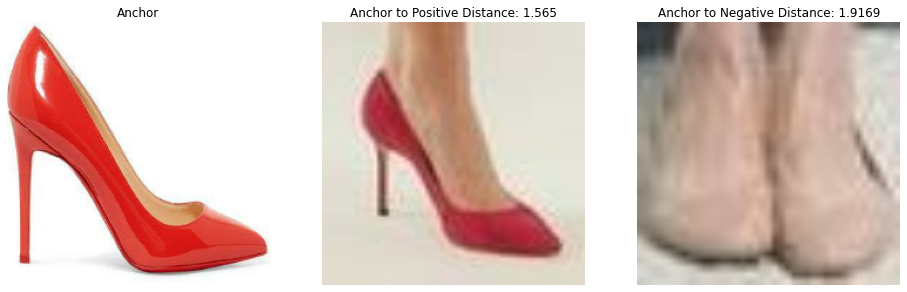 Anchor
Anchor to Positive Distance: 1.565
Anchor to Negative Distance: 1.9169